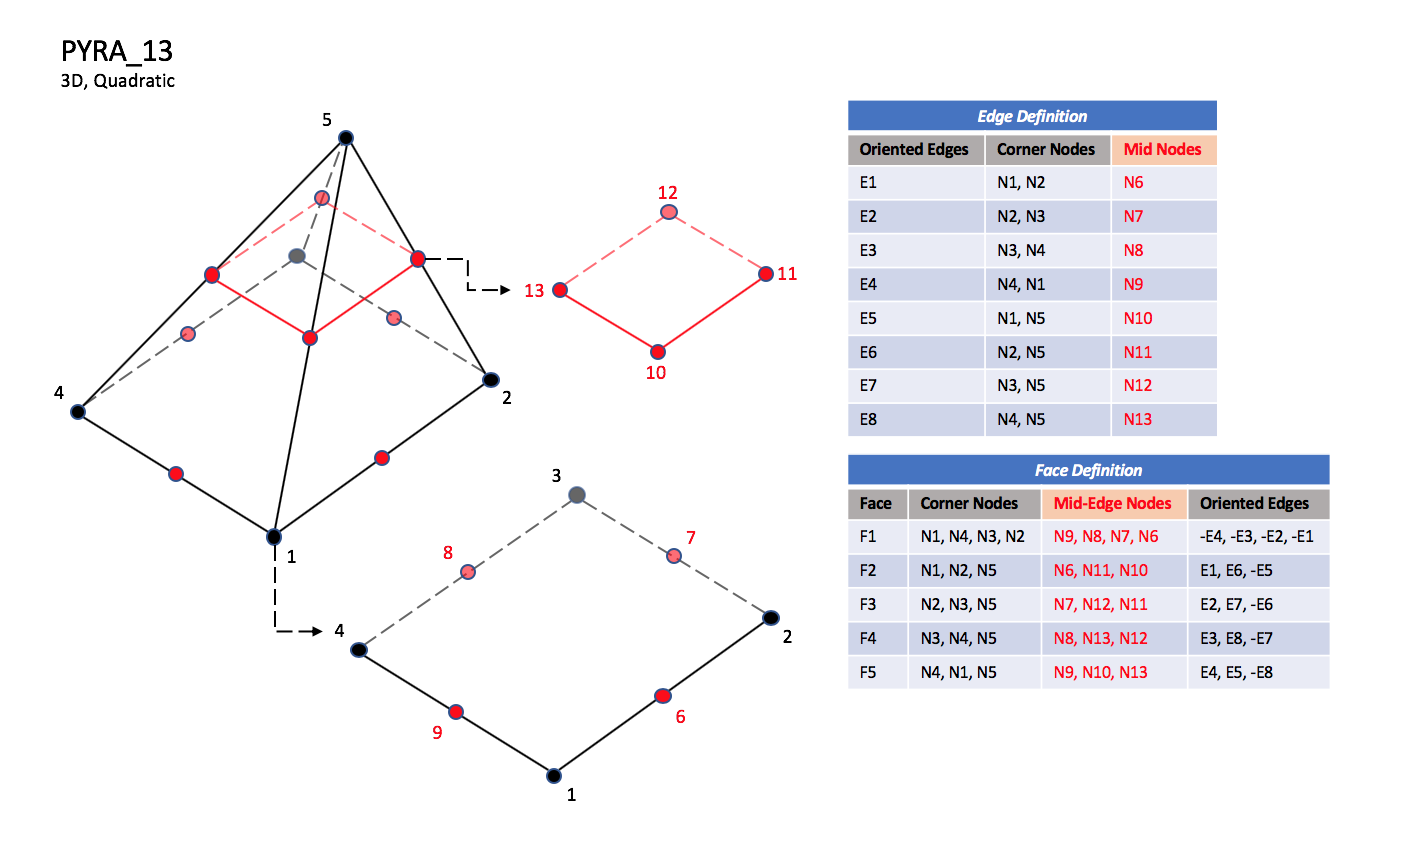 PYRA_13
3D, Quadratic
5
4
2
1
12
13
11
10
3
8
7
4
2
9
6
1
Edge Definition
Oriented Edges Corner Nodes Mid Nodes
E1 N1, N2 N6
E2 N2, N3 N7
E3 N3, N4 N8
E4 N4, N1 N9
E5 N1, N5 N10
E6 N2, N5 N11
E7 N3, N5 N12
E8 N4, N5 N13
Face Definition
Face Corner Nodes Mid-Edge Nodes Oriented Edges
F1 N1, N4, N3, N2 N9, N8, N7, N6 -E4, -E3, -E2, -E1
F2 N1, N2, N5 N6, N11, N10 E1, E6, -E5
F3 N2, N3, N5 N7, N12, N11 E2, E7, -E6
F4 N3, N4, N5 N8, N13, N12 E3, E8, -E7
F5 N4, N1, N5 N9, N10, N13 E4, E5, -E8